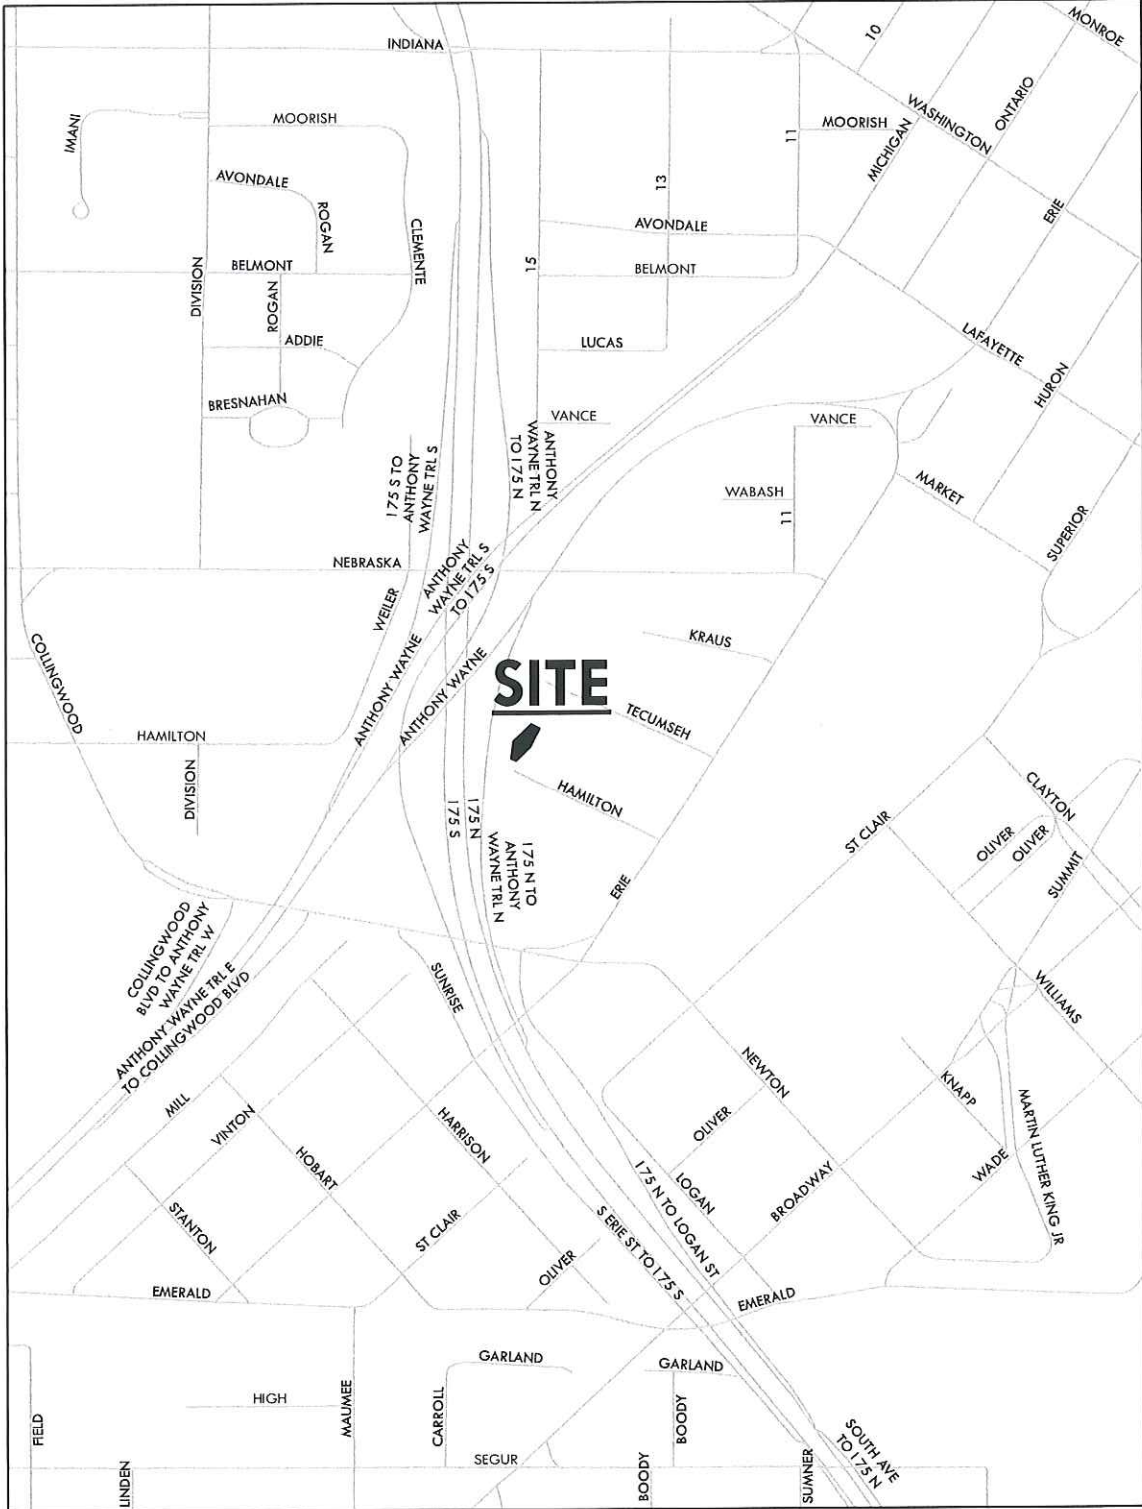 MONROE
10
INDIANA
ONTARIO
WASHINGTON
MICHIGAN
IMANI
MOORISH
MOORISH
11
AVONDALE
13
ROGAN
CLEMENTE
AVONDALE
ERIE
DIVISION
BELMONT
15
BELMONT
ROGAN
ADDIE
LUCAS
LAFAYETTE
HURON
BRESNAHAN
VANCE
VANCE
175 S TO
ANTHONY
WAYNE TRL S
ANTHONY
WAYNE TRL N
TO 175 N
MARKET
WABASH
11
SUPERIOR
NEBRASKA
ANTHONY
WAYNE TRL S
TO 175 S
WEILER
COLLINGWOOD
KRAUS
ANTHONY WAYNE
ANTHONY WAYNE
SITE
TECUMSEH
HAMILTON
DIVISION
HAMILTON
CLAYTON
175 S
175 N
175 N TO
ANTHONY
WAYNE TRL N
ST CLAIR
OLIVER
OLIVER
SUMMIT
ERIE
COLLINGWOOD
BLVD TO ANTHONY
WAYNE TRL W
ANTHONY WAYNE TRL E
TO COLLINGWOOD BLVD
SUNRISE
WILLIAMS
NEWTON
KNAPP
MILL
VINTON
HARRISON
OLIVER
MARTIN LUTHER KING JR
HOBART
WADE
LOGAN
BROADWAY
175 N TO LOGAN ST
STANTON
ST CLAIR
S ERIE ST TO 175 S
OLIVER
EMERALD
EMERALD
GARLAND
GARLAND
HIGH
MAUMEE
CARROLL
BOODY
FIELD
SEGUR
SOUTH AVE
TO 175 N
LINDEN
BOODY
SUMNER